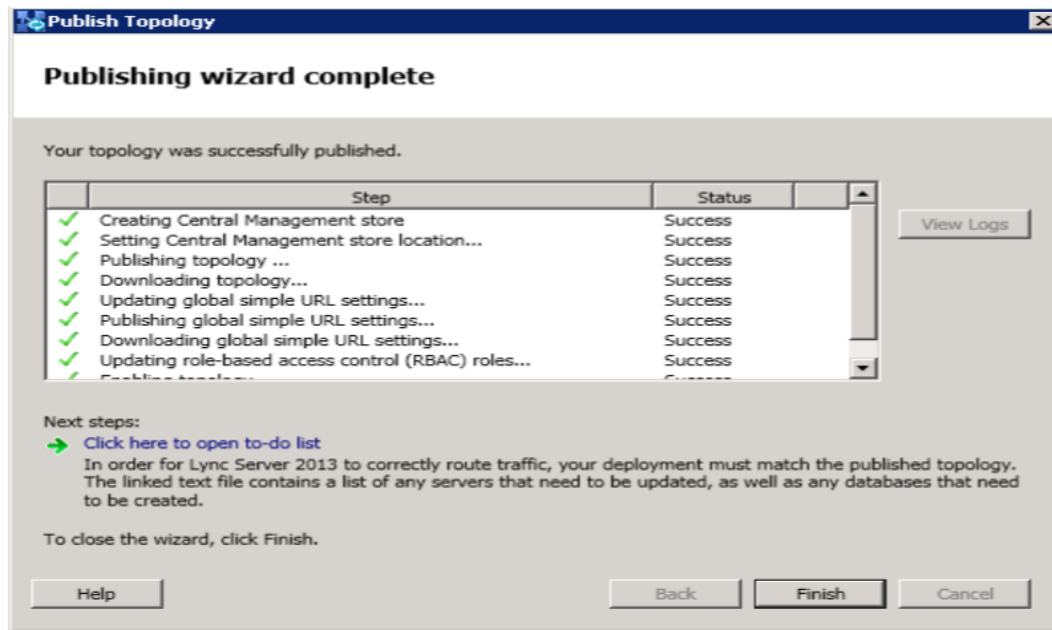 Publish Topology
Publishing wizard complete
Your topology was successfully published.
Step Status
Creating Central Management store Success
Setting Central Management store location... Success
Publishing topology ... Success
Downloading topology... Success
Updating global simple URL settings... Success
Publishing global simple URL settings... Success
Downloading global simple URL settings... Success
Updating role-based access control (RBAC) roles... Success
View Logs
Next steps:
Click here to open to-do list
In order for Lync Server 2013 to correctly route traffic, your deployment must match the published topology.
The linked text file contains a list of any servers that need to be updated, as well as any databases that need
to be created.
To close the wizard, click Finish.
Help Back Finish Cancel